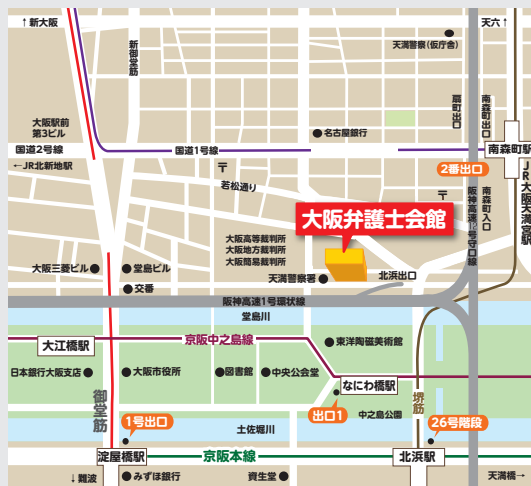 ↑新大阪
天六↑
新御堂筋
天満警察(仮庁舎)
大阪駅前
第3ビル
名古屋銀行
扇町出口
南森町出口
国道2号線
国道1号線
南森町駅
←JR北新地駅
〒
2番出口
若松通り
〒
南森町入口
阪神高速12号守口線
JR大阪天満宮駅
大阪弁護士会館
大阪高等裁判所
大阪地方裁判所
大阪簡易裁判所
大阪三菱ビル
堂島ビル
天満警察署
北浜出口
交番
阪神高速1号環状線
堂島川
大江橋駅
京阪中之島線
東洋陶磁美術館
日本銀行大阪支店
大阪市役所
図書館
中央公会堂
なにわ橋駅
御堂筋
堺筋
出口1
中之島公園
1号出口
土佐堀川
26号階段
淀屋橋駅
京阪本線
北浜駅
↓難波
みずほ銀行
資生堂
天満橋→